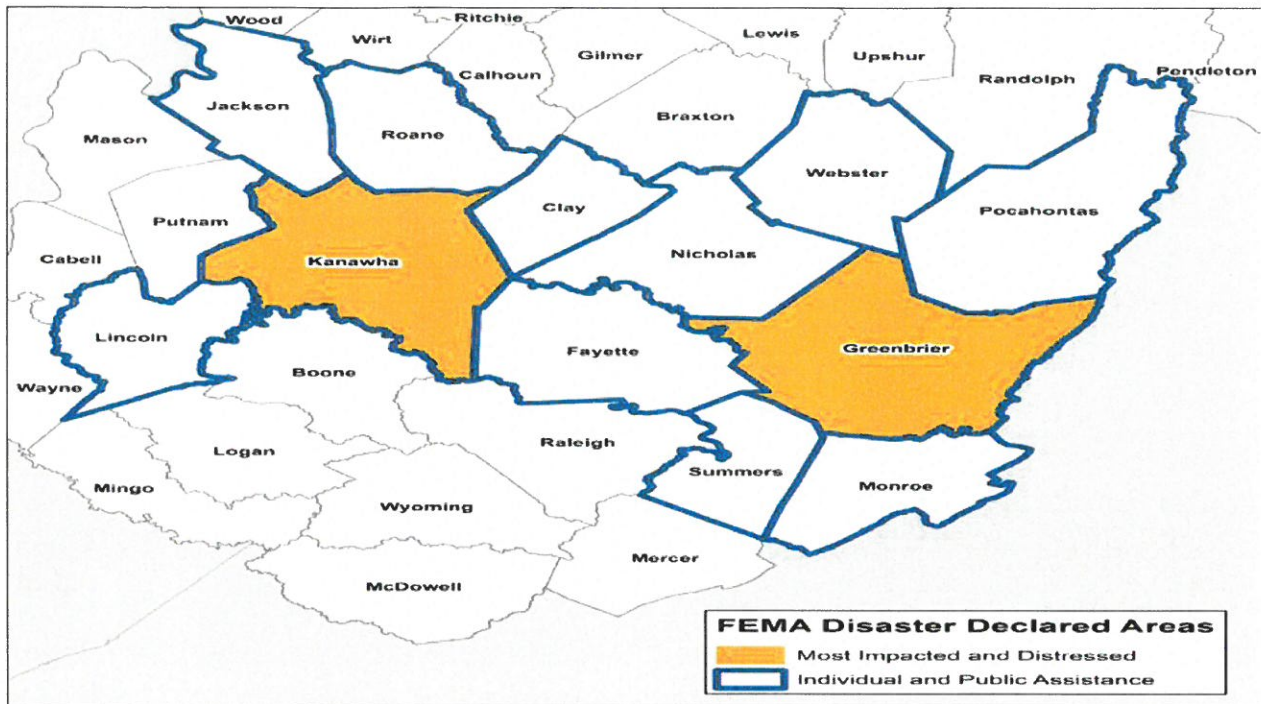 Wood
Ritchie
Wirt
Lewis
Gilmer
Upshur
Calhoun
Randolph
Pendleton
Jackson
Braxton
Roane
Mason
Webster
Clay
Pocahontas
Putnam
Nicholas
Cabell
Kanawha
Lincoln
Greenbrier
Fayette
Boone
Wayne
Raleigh
Logan
Summers
Monroe
Mingo
Wyoming
Mercer
McDowell
FEMA Disaster Declared Areas
Most Impacted and Distressed
Individual and Public Assistance